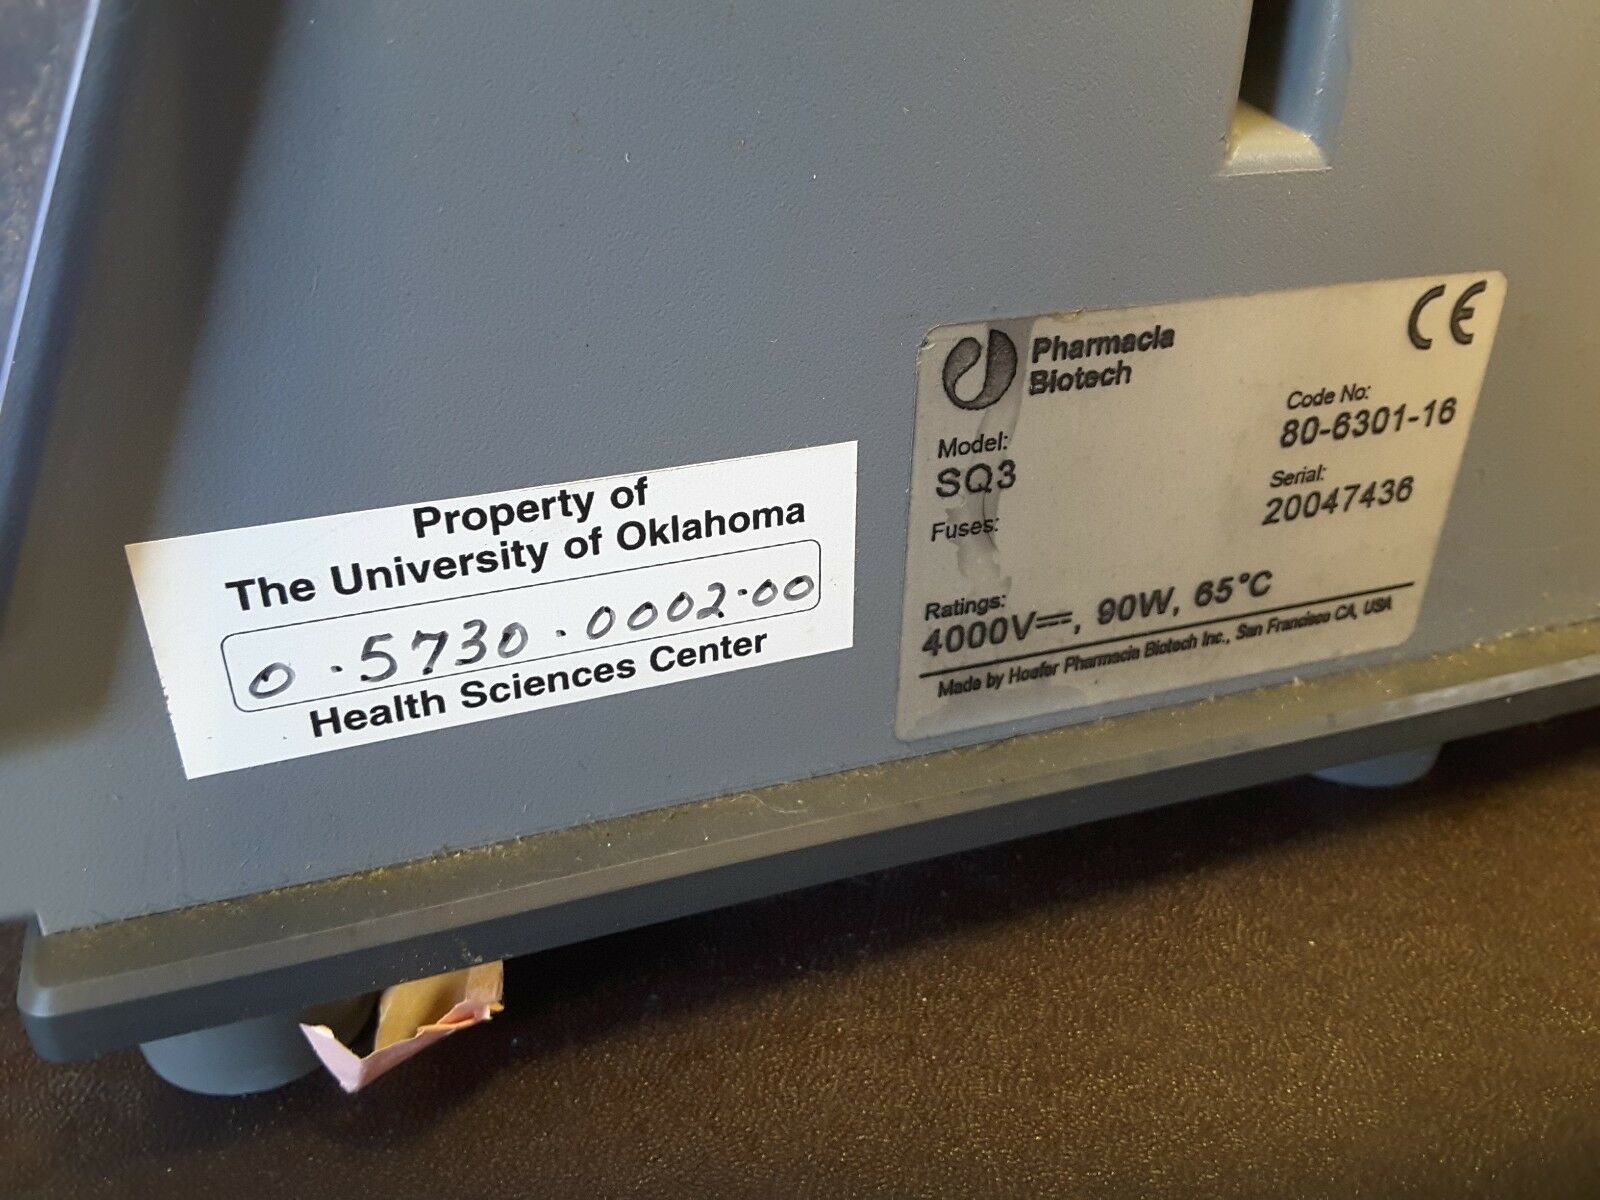 Property of
The University of Oklahoma
0.5730.0002.00
Health Sciences Center
Pharmacia
Biotech
CE
Model:
SQ3
Code No:
80-6301-16
Fuses:
Serial:
20047436
Ratings:
4000V⎓, 90W, 65°C
Made by Hoefer Pharmacia Biotech Inc., San Francisco CA, USA